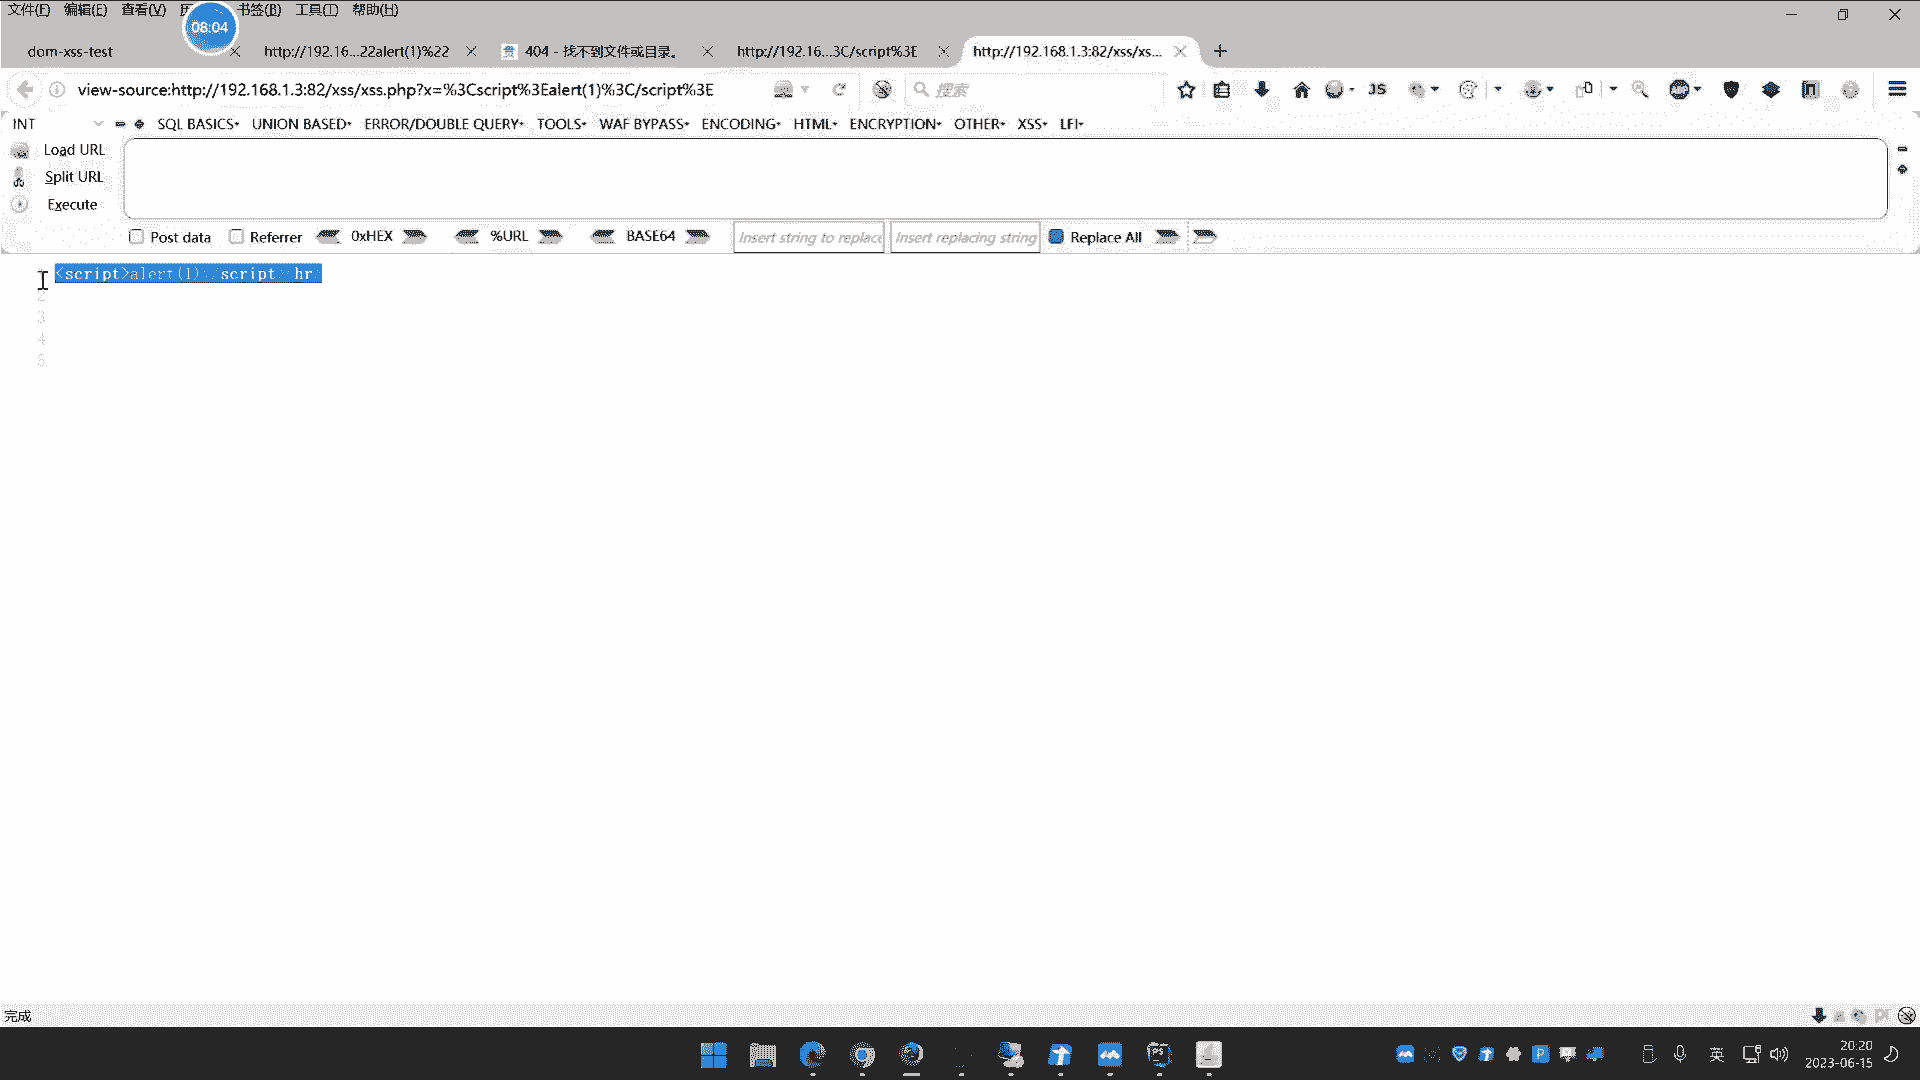 文件(F) 编辑(E) 查看(V) 历 书签(B) 工具(T) 帮助(H)
08:04
dom-xss-test
http://192.16...22alert(1)%22
404 - 找不到文件或目录。
http://192.16...3C/script%3E
http://192.168.1.3:82/xss/xs...
view-source:http://192.168.1.3:82/xss/xss.php?x=%3Cscript%3Ealert(1)%3C/script%3E
搜索
JS
INT
SQL BASICS UNION BASED ERROR/DOUBLE QUERY TOOLS WAF BYPASS ENCODING HTML ENCRYPTION OTHER XSS LFI
Load URL
Split URL
Execute
Post data Referrer 0xHEX %URL BASE64 Insert string to replace Insert replacing string Replace All
<script>alert(1)</script><hr>
2
3
4
5
完成
英
20:20
2023-06-15